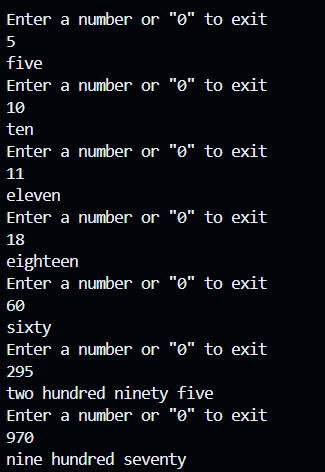 Enter a number or "0" to exit
5
five
Enter a number or "0" to exit
10
ten
Enter a number or "0" to exit
11
eleven
Enter a number or "0" to exit
18
eighteen
Enter a number or "0" to exit
60
sixty
Enter a number or "0" to exit
295
two hundred ninety five
Enter a number or "0" to exit
970
nine hundred seventy